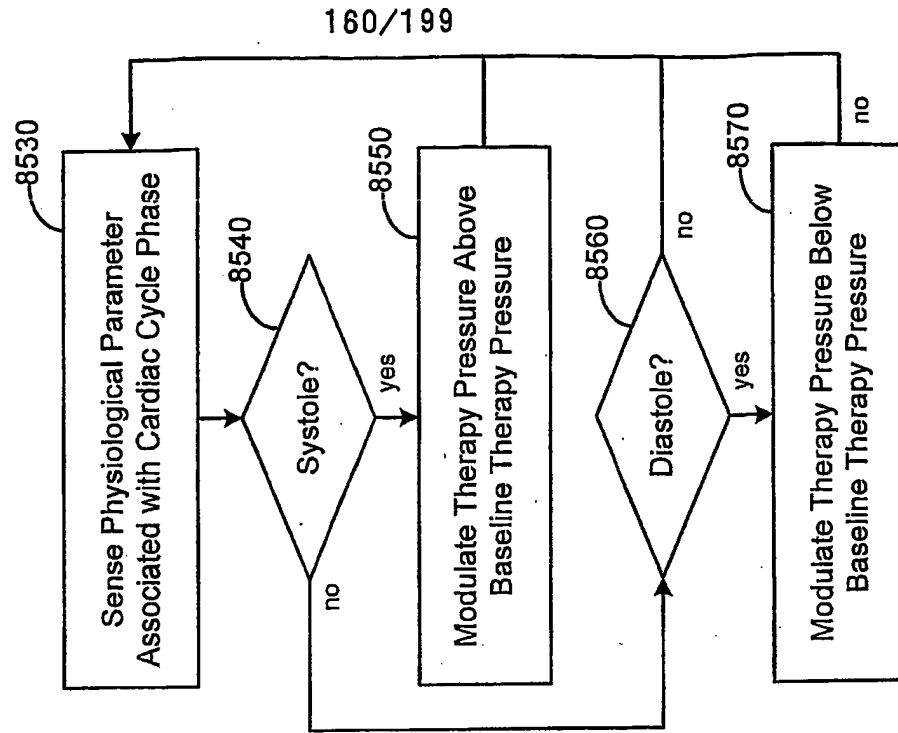 160/199
8530
Sense Physiological Parameter
Associated with Cardiac Cycle Phase
8540
Systole?
yes
no
8550
Modulate Therapy Pressure Above
Baseline Therapy Pressure
8560
Diastole?
no
yes
8570
Modulate Therapy Pressure Below
Baseline Therapy Pressure
no